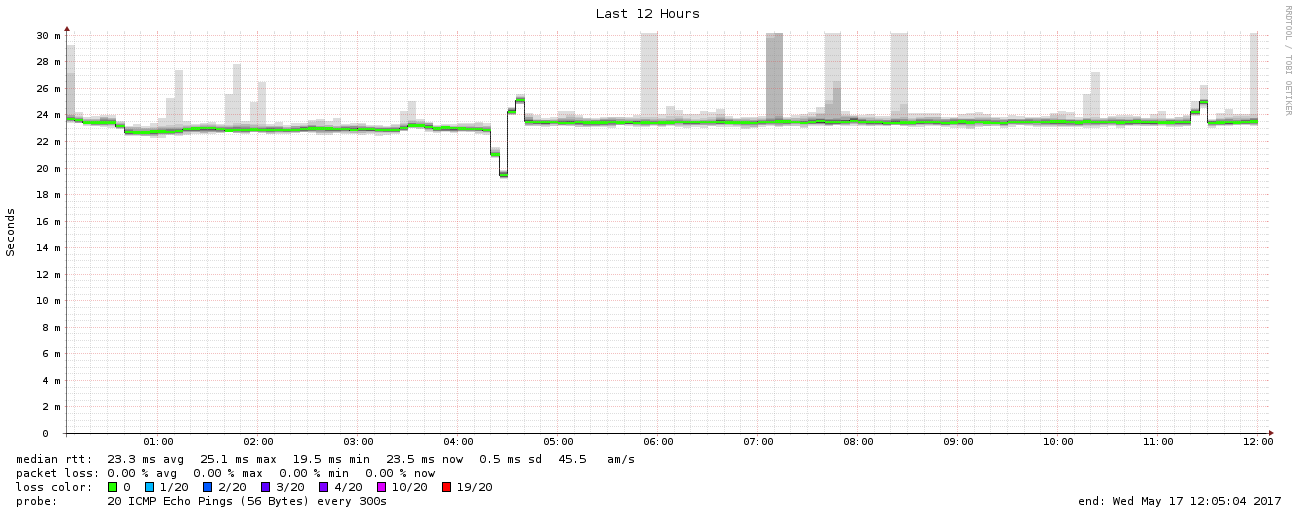 Last 12 Hours
RRDTOOL / TOBI OETIKER
Seconds
30 m
28 m
26 m
24 m
22 m
20 m
18 m
16 m
14 m
12 m
10 m
8 m
6 m
4 m
2 m
0
01:00 02:00 03:00 04:00 05:00 06:00 07:00 08:00 09:00 10:00 11:00 12:00
median rtt: 23.3 ms avg 25.1 ms max 19.5 ms min 23.5 ms now 0.5 ms sd 45.5 am/s
packet loss: 0.00 % avg 0.00 % max 0.00 % min 0.00 % now
loss color: 0 1/20 2/20 3/20 4/20 10/20 19/20
probe: 20 ICMP Echo Pings (56 Bytes) every 300s end: Wed May 17 12:05:04 2017